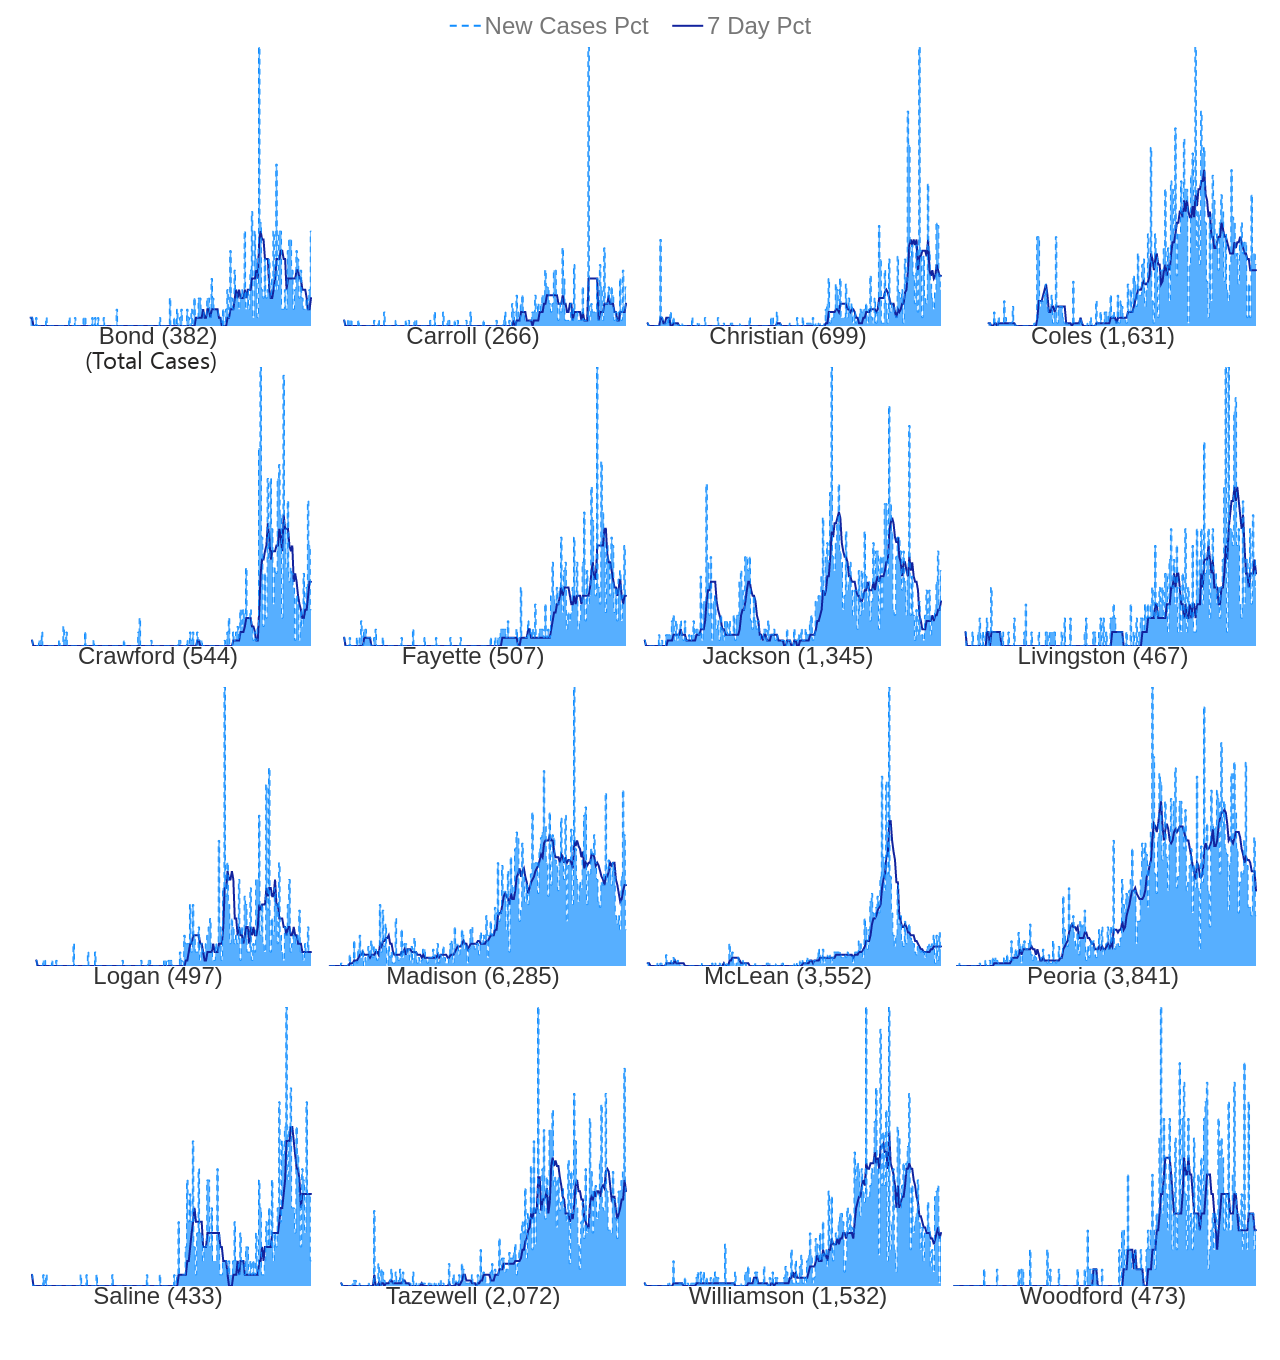 New Cases Pct 7 Day Pct
Bond (382) Carroll (266) Christian (699) Coles (1,631)
(Total Cases)
Crawford (544) Fayette (507) Jackson (1,345) Livingston (467)
Logan (497) Madison (6,285) McLean (3,552) Peoria (3,841)
Saline (433) Tazewell (2,072) Williamson (1,532) Woodford (473)